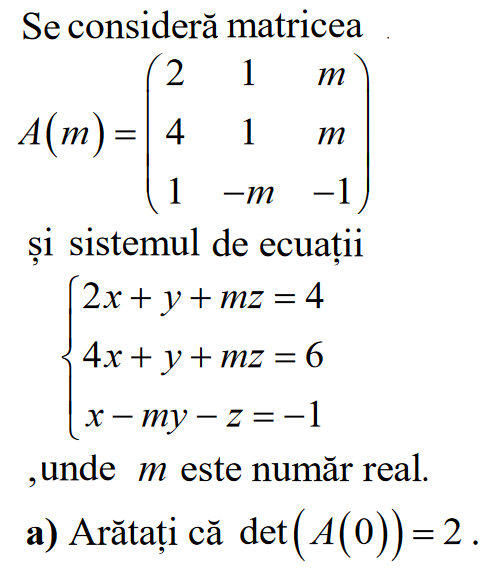 Se consideră matricea
A(m) = ( 2 1 m
4 1 m
1 -m -1 )
și sistemul de ecuații
{ 2x + y + mz = 4
4x + y + mz = 6
x − my − z = −1
,unde m este număr real.
a) Arătați că det(A(0)) = 2 .